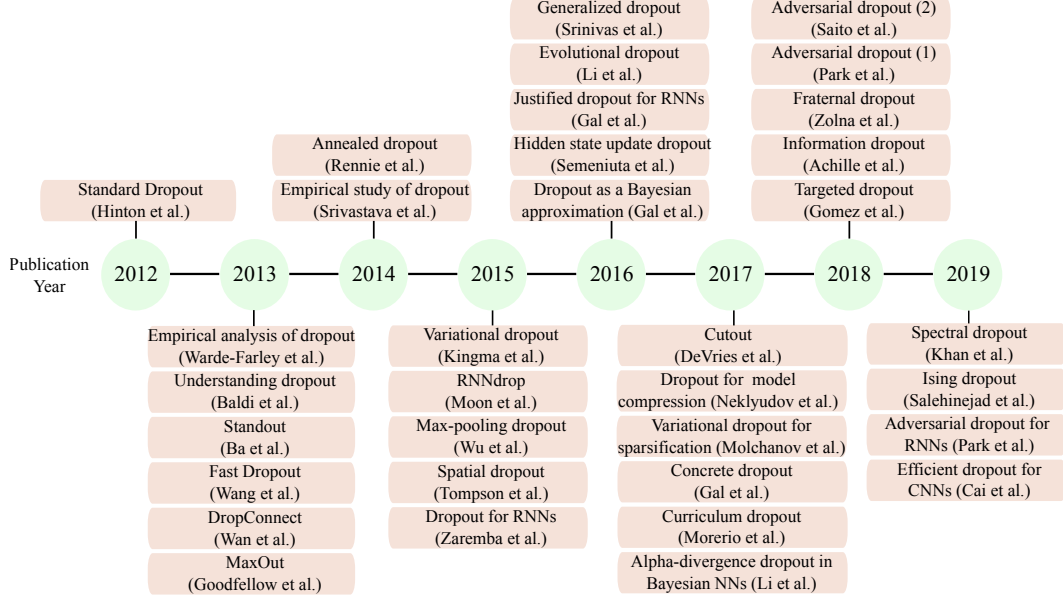 Generalized dropout
(Srinivas et al.)
Evolutional dropout
(Li et al.)
Justified dropout for RNNs
(Gal et al.)
Hidden state update dropout
(Semeniuta et al.)
Dropout as a Bayesian
approximation (Gal et al.)
Adversarial dropout (2)
(Saito et al.)
Adversarial dropout (1)
(Park et al.)
Fraternal dropout
(Zolna et al.)
Information dropout
(Achille et al.)
Targeted dropout
(Gomez et al.)
Annealed dropout
(Rennie et al.)
Empirical study of dropout
(Srivastava et al.)
Standard Dropout
(Hinton et al.)
Publication
Year
2012
2013
2014
2015
2016
2017
2018
2019
Empirical analysis of dropout
(Warde-Farley et al.)
Understanding dropout
(Baldi et al.)
Standout
(Ba et al.)
Fast Dropout
(Wang et al.)
DropConnect
(Wan et al.)
MaxOut
(Goodfellow et al.)
Variational dropout
(Kingma et al.)
RNNdrop
(Moon et al.)
Max-pooling dropout
(Wu et al.)
Spatial dropout
(Tompson et al.)
Dropout for RNNs
(Zaremba et al.)
Cutout
(DeVries et al.)
Dropout for model
compression (Neklyudov et al.)
Variational dropout for
sparsification (Molchanov et al.)
Concrete dropout
(Gal et al.)
Curriculum dropout
(Morerio et al.)
Alpha-divergence dropout in
Bayesian NNs (Li et al.)
Spectral dropout
(Khan et al.)
Ising dropout
(Salehinejad et al.)
Adversarial dropout for
RNNs (Park et al.)
Efficient dropout for
CNNs (Cai et al.)